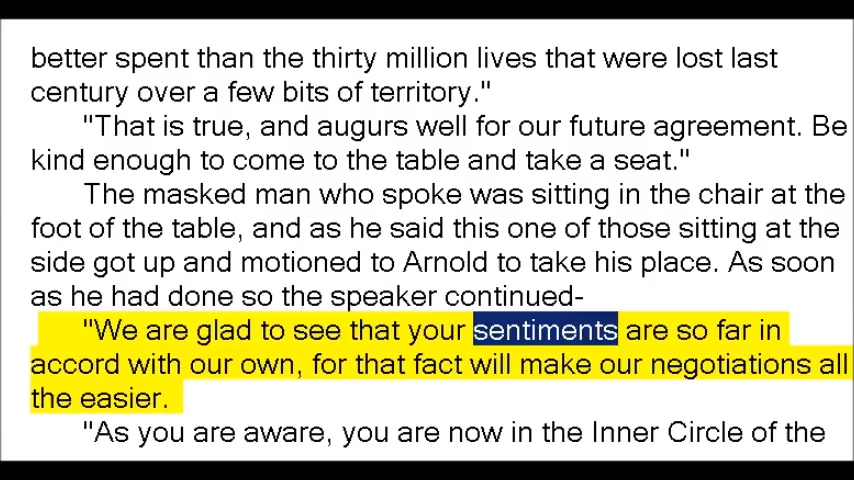 better spent than the thirty million lives that were lost last
century over a few bits of territory."
"That is true, and augurs well for our future agreement. Be
kind enough to come to the table and take a seat."
The masked man who spoke was sitting in the chair at the
foot of the table, and as he said this one of those sitting at the
side got up and motioned to Arnold to take his place. As soon
as he had done so the speaker continued-
"We are glad to see that your sentiments are so far in
accord with our own, for that fact will make our negotiations all
the easier.
"As you are aware, you are now in the Inner Circle of the